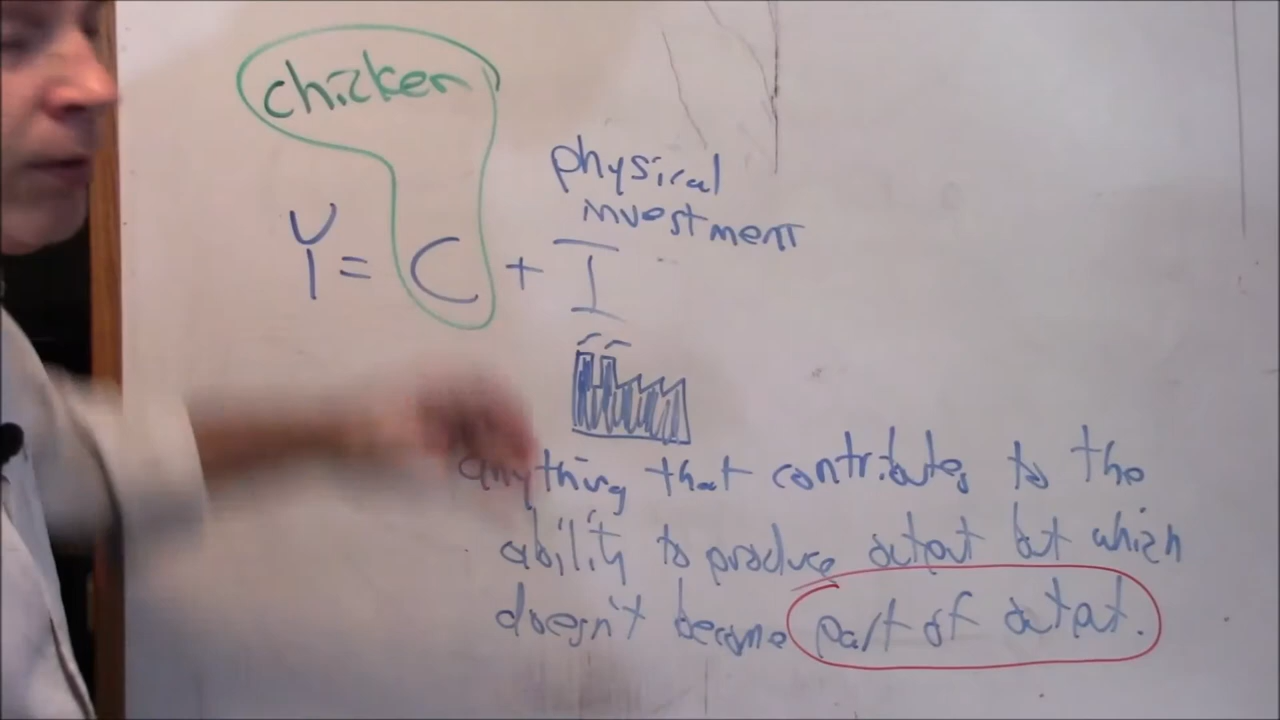 chicken
physical
investment
Y = C + I
anything that contributes to the
ability to produce output but which
doesn't become part of output.